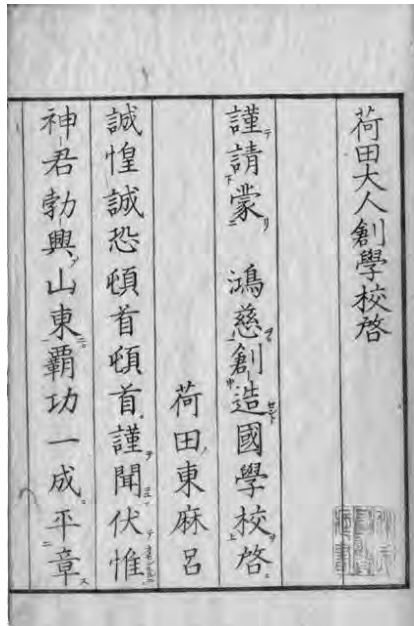 荷田大人創學校啓
謹請蒙　鴻慈創造國學校啓
荷田東麻呂
誠惶誠恐頓首頓首謹聞伏惟
神君勃興山東覇功一成平章